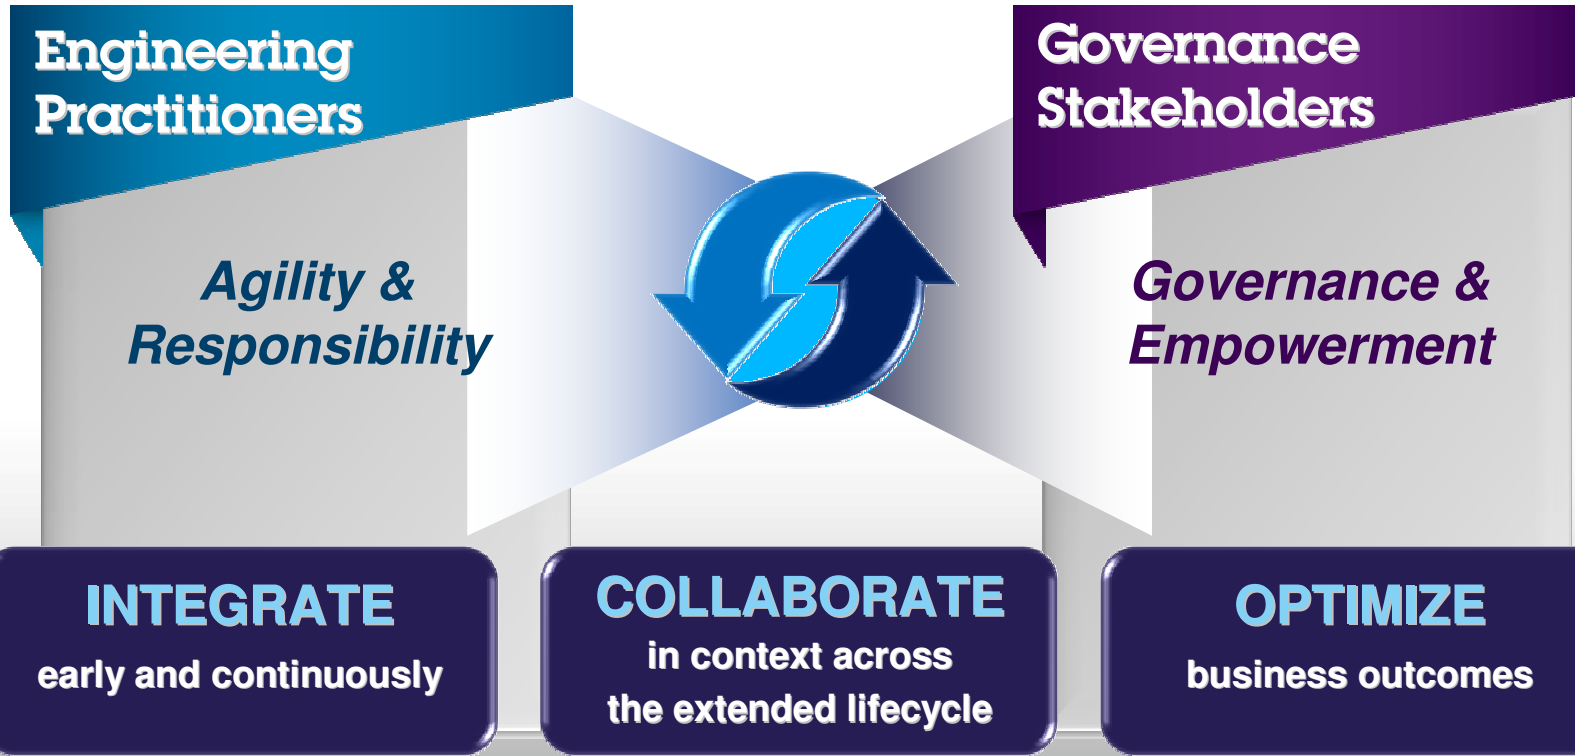 Engineering
Practitioners
Governance
Stakeholders
Agility &
Responsibility
Governance &
Empowerment
INTEGRATE
early and continuously
COLLABORATE
in context across
the extended lifecycle
OPTIMIZE
business outcomes